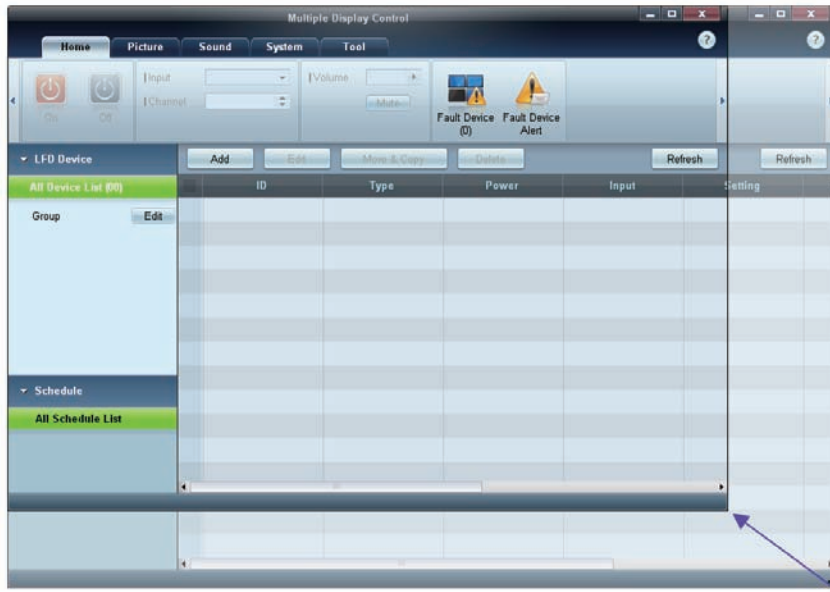 Multiple Display Control
Home Picture Sound System Tool
? ?
Input Volume
On Off Channel Mute
Fault Device (0) Fault Device Alert
LFD Device Add Edit Move & Copy Delete Refresh Refresh
All Device List (00) ID Type Power Input Setting
Group Edit
Schedule
All Schedule List